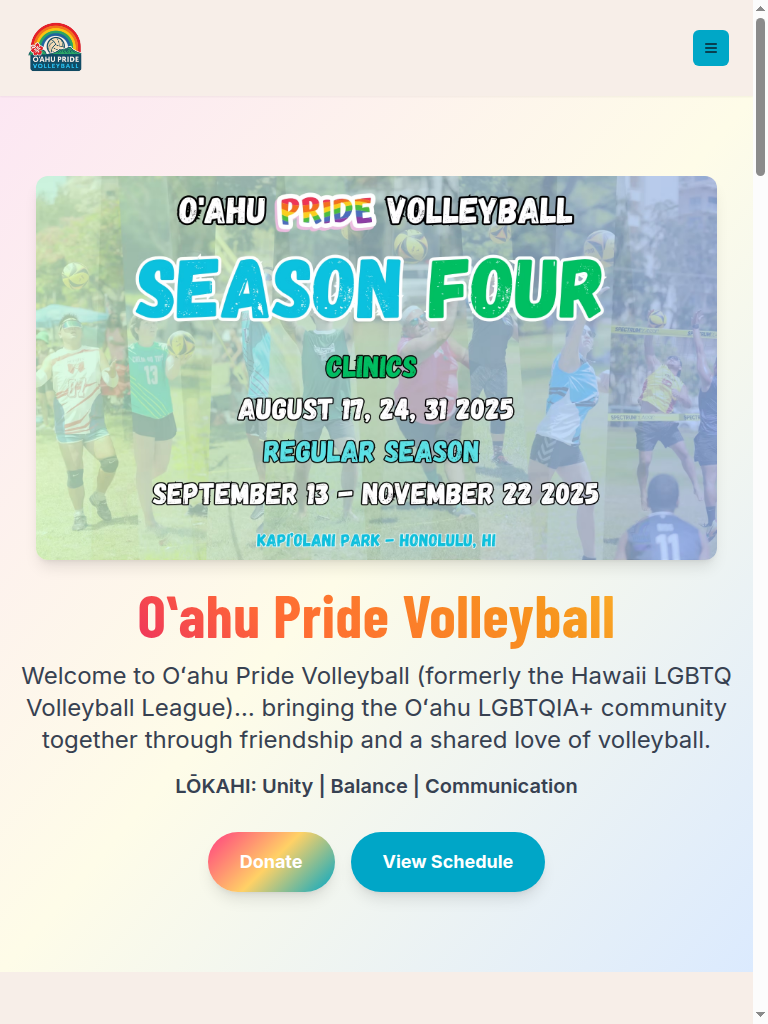 O'AHU PRIDE
VOLLEYBALL
O'AHU PRIDE VOLLEYBALL
SEASON FOUR
CLINICS
AUGUST 17, 24, 31 2025
REGULAR SEASON
SEPTEMBER 13 – NOVEMBER 22 2025
KAPI'OLANI PARK – HONOLULU, HI
13
11
Oʻahu Pride Volleyball
Welcome to Oʻahu Pride Volleyball (formerly the Hawaii LGBTQ
Volleyball League)... bringing the Oʻahu LGBTQIA+ community
together through friendship and a shared love of volleyball.
LŌKAHI: Unity | Balance | Communication
Donate
View Schedule